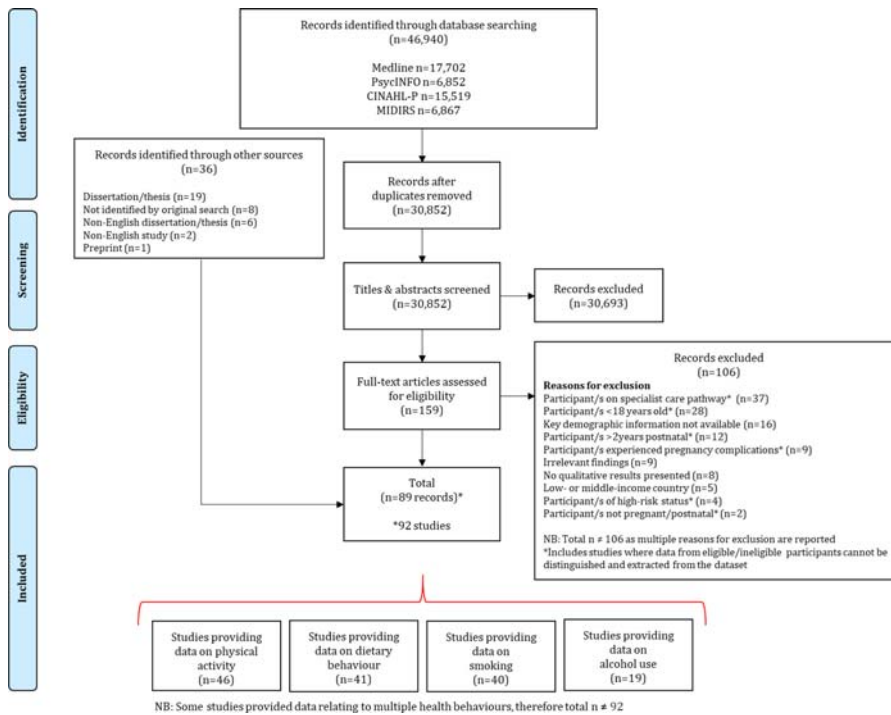 Identification
Records identified through database searching
(n=46,940)
Medline n=17,702
PsycINFO n=6,852
CINAHL-P n=15,519
MIDIRS n=6,867
Records identified through other sources
(n=36)
Dissertation/thesis (n=19)
Not identified by original search (n=8)
Non-English dissertation/thesis (n=6)
Non-English study (n=2)
Preprint (n=1)
Records after
duplicates removed
(n=30,852)
Screening
Titles & abstracts screened
(n=30,852)
Records excluded
(n=30,693)
Eligibility
Full-text articles assessed
for eligibility
(n=159)
Records excluded
(n=106)
Reasons for exclusion
Participant/s on specialist care pathway* (n=37)
Participant/s <18 years old* (n=28)
Key demographic information not available (n=16)
Participant/s >2years postnatal* (n=12)
Participant/s experienced pregnancy complications* (n=9)
Irrelevant findings (n=9)
No qualitative results presented (n=8)
Low- or middle-income country (n=5)
Participant/s of high-risk status* (n=4)
Participant/s not pregnant/postnatal* (n=2)
NB: Total n ≠ 106 as multiple reasons for exclusion are reported
*Includes studies where data from eligible/ineligible participants cannot be
distinguished and extracted from the dataset
Included
Total
(n=89 records)*
*92 studies
Studies providing
data on physical
activity
(n=46)
Studies providing
data on dietary
behaviour
(n=41)
Studies providing
data on
smoking
(n=40)
Studies providing
data on
alcohol use
(n=19)
NB: Some studies provided data relating to multiple health behaviours, therefore total n ≠ 92